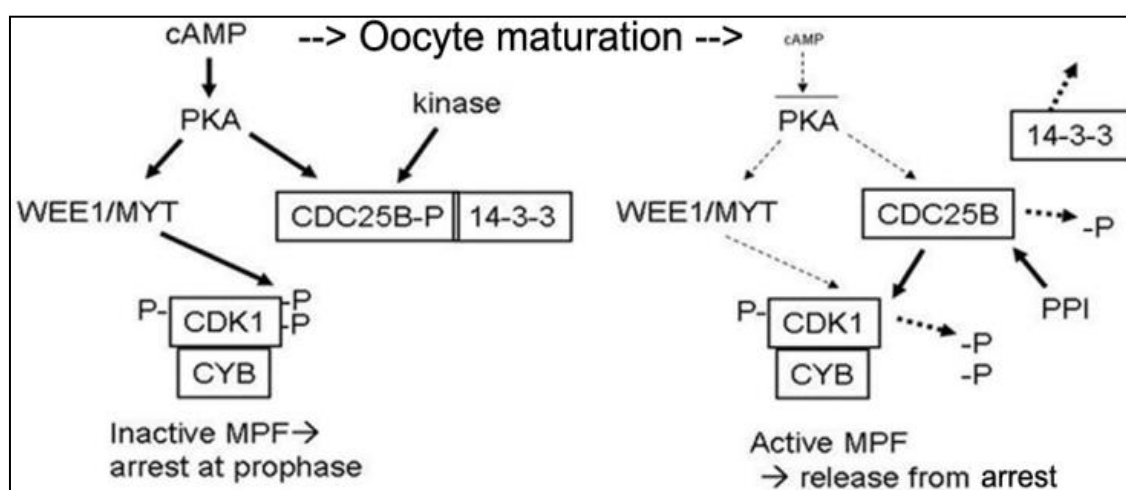 cAMP --> Oocyte maturation --> cAMP
PKA
kinase
WEE1/MYT
CDC25B-P 14-3-3
P- CDK1 -P
-P
CYB
Inactive MPF→
arrest at prophase
PKA
14-3-3
WEE1/MYT
CDC25B
-P
PPI
P- CDK1
-P
-P
CYB
Active MPF
→ release from arrest